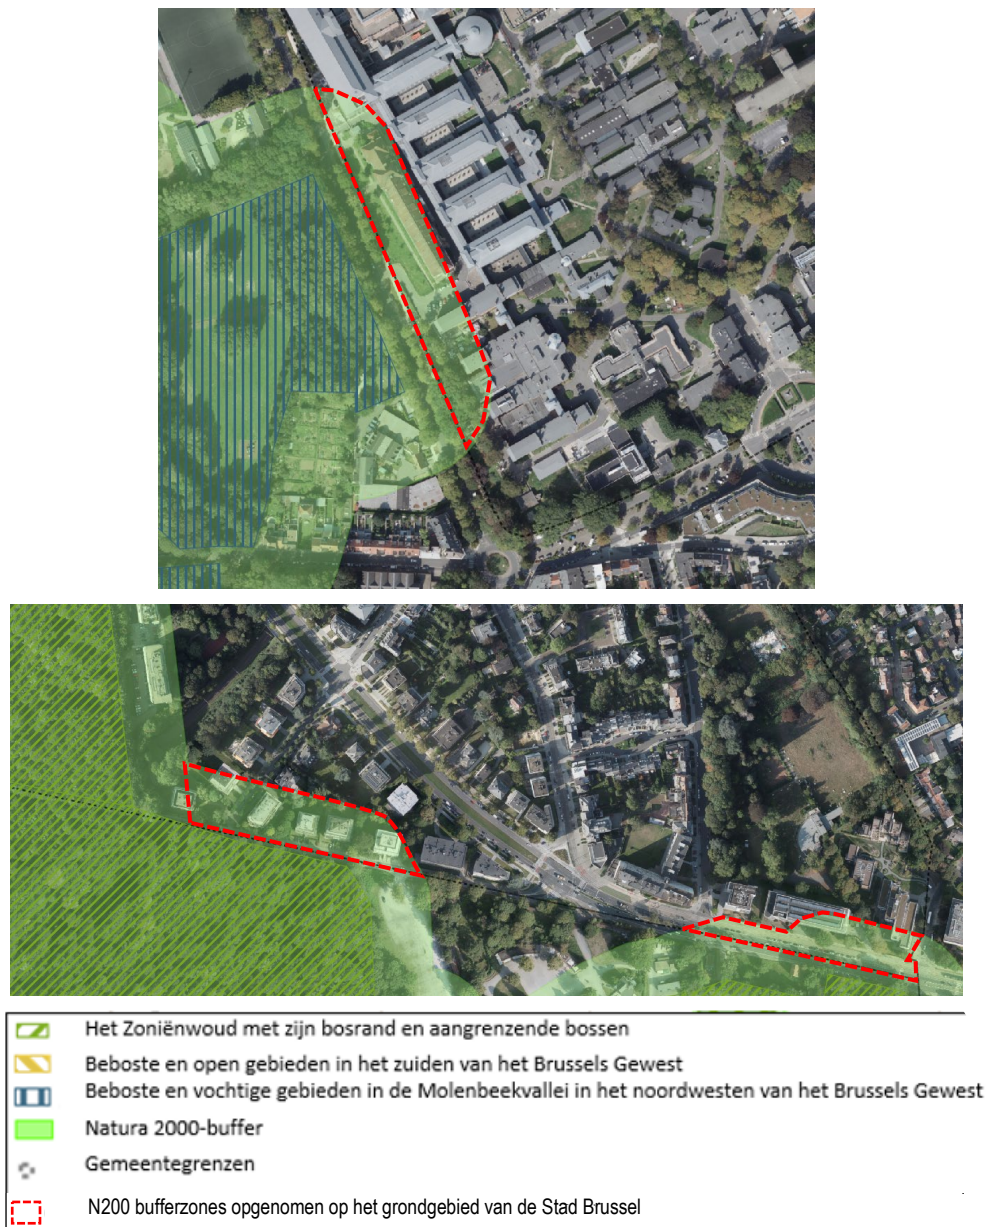 Het Zoniënwoud met zijn bosrand en aangrenzende bossen
Beboste en open gebieden in het zuiden van het Brussels Gewest
Beboste en vochtige gebieden in de Molenbeekvallei in het noordwesten van het Brussels Gewest
Natura 2000-buffer
Gemeentegrenzen
N200 bufferzones opgenomen op het grondgebied van de Stad Brussel